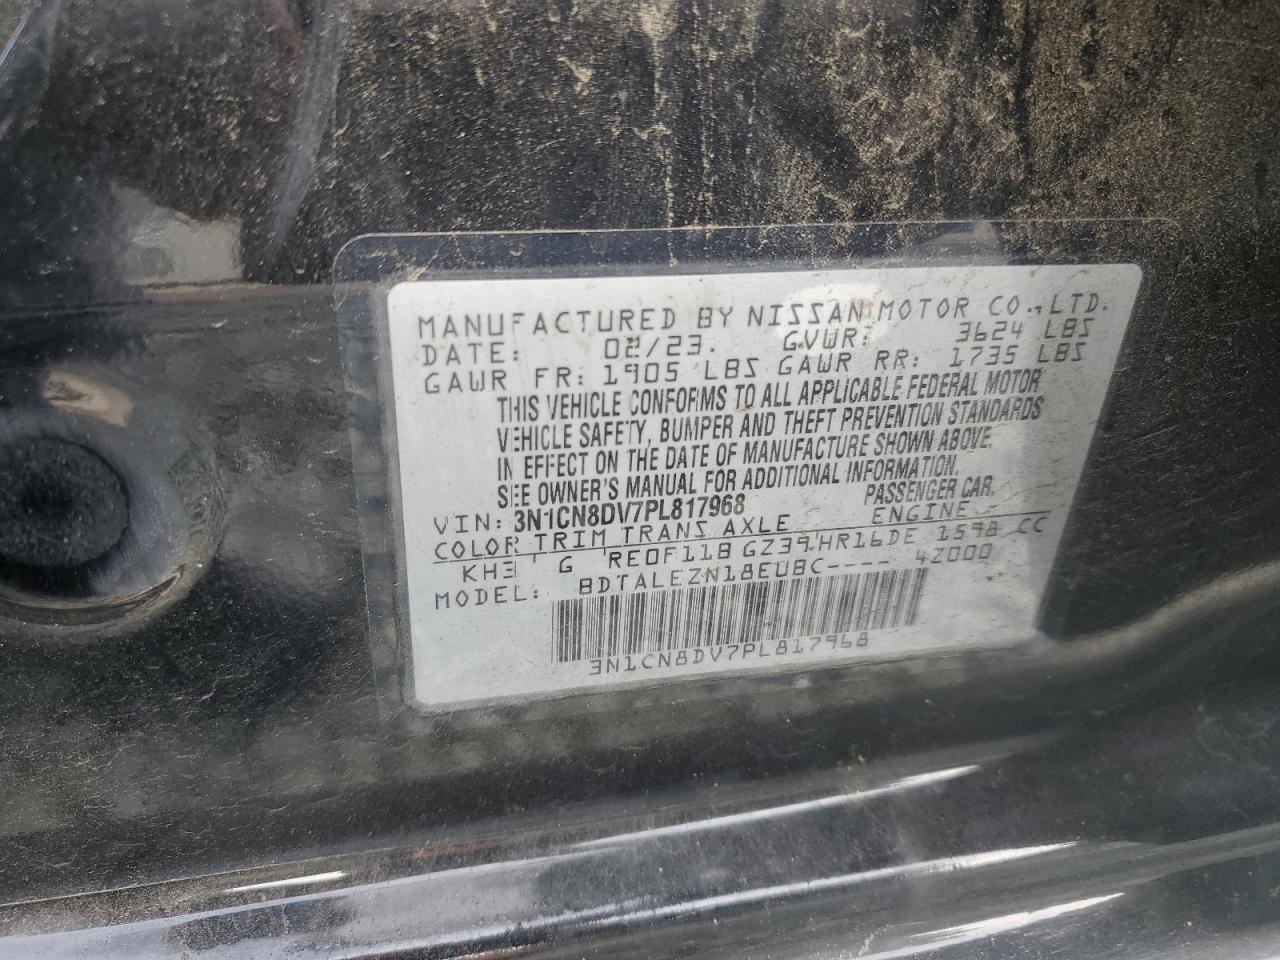 MANUFACTURED BY NISSAN MOTOR CO., LTD.
DATE: 02/23. GVWR: 3624 LBS
GAWR FR: 1905 LBS GAWR RR: 1735 LBS
THIS VEHICLE CONFORMS TO ALL APPLICABLE FEDERAL MOTOR
VEHICLE SAFETY, BUMPER AND THEFT PREVENTION STANDARDS
IN EFFECT ON THE DATE OF MANUFACTURE SHOWN ABOVE.
SEE OWNER'S MANUAL FOR ADDITIONAL INFORMATION.
VIN: 3N1CN8DV7PL817968 PASSENGER CAR.
COLOR TRIM TRANS AXLE ENGINE
KH3 G RE0F11B GZ39 HR16DE 1598 CC
MODEL: BDTALEZN18EUBC---- 4Z000
3N1CN8DV7PL817968